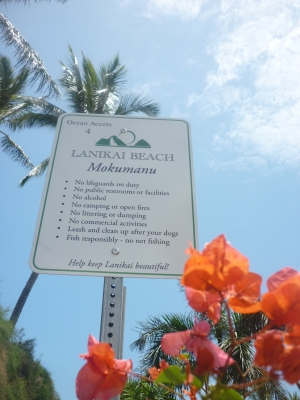 Ocean Access
4
LANIKAI BEACH
Mokumanu
• No lifeguards on duty
• No public restrooms or facilities
• No alcohol
• No camping or open fires
• No littering or dumping
• No commercial activities
• Leash and clean up after your dogs
• Fish responsibly - no net fishing
Help keep Lanikai beautiful!